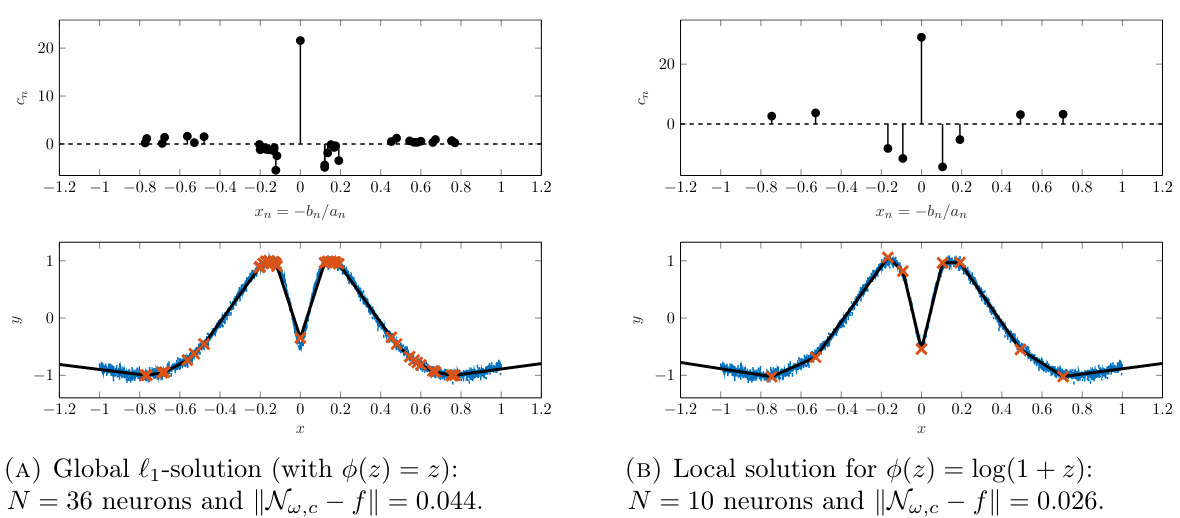 20
10
0
c_n
−1.2 −1 −0.8 −0.6 −0.4 −0.2 0 0.2 0.4 0.6 0.8 1 1.2
x_n = −b_n/a_n
1
0
−1
y
−1.2 −1 −0.8 −0.6 −0.4 −0.2 0 0.2 0.4 0.6 0.8 1 1.2
x
(A) Global ℓ₁-solution (with ϕ(z) = z):
N = 36 neurons and ‖𝒩_{ω,c} − f‖ = 0.044.
20
0
c_n
−1.2 −1 −0.8 −0.6 −0.4 −0.2 0 0.2 0.4 0.6 0.8 1 1.2
x_n = −b_n/a_n
1
0
−1
y
−1.2 −1 −0.8 −0.6 −0.4 −0.2 0 0.2 0.4 0.6 0.8 1 1.2
x
(B) Local solution for ϕ(z) = log(1 + z):
N = 10 neurons and ‖𝒩_{ω,c} − f‖ = 0.026.